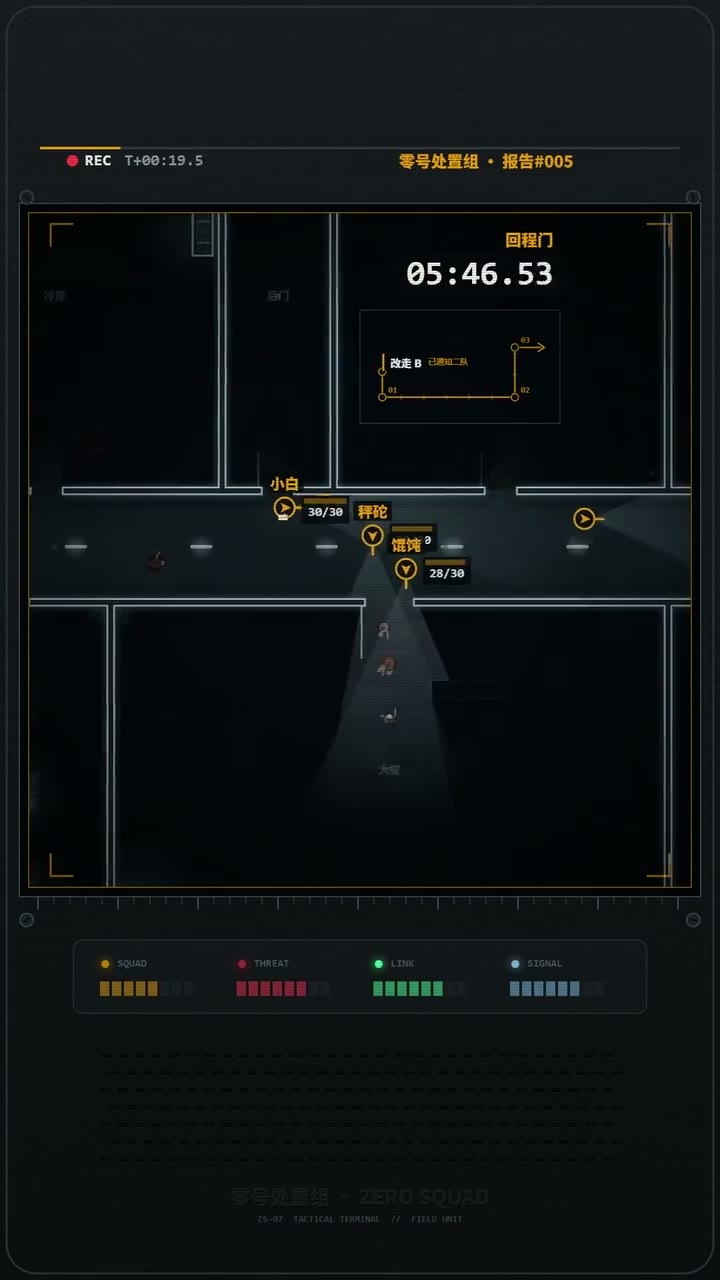 REC T+00:19.5
零号处置组 • 报告#005
回程门
05:46.53
冷库
后门
03
改走 B 已通知二队
01
02
小白
30/30
秤砣
馄饨
28/30
大堂
SQUAD
THREAT
LINK
SIGNAL
零号处置组 • ZERO SQUAD
ZS-07 TACTICAL TERMINAL // FIELD UNIT